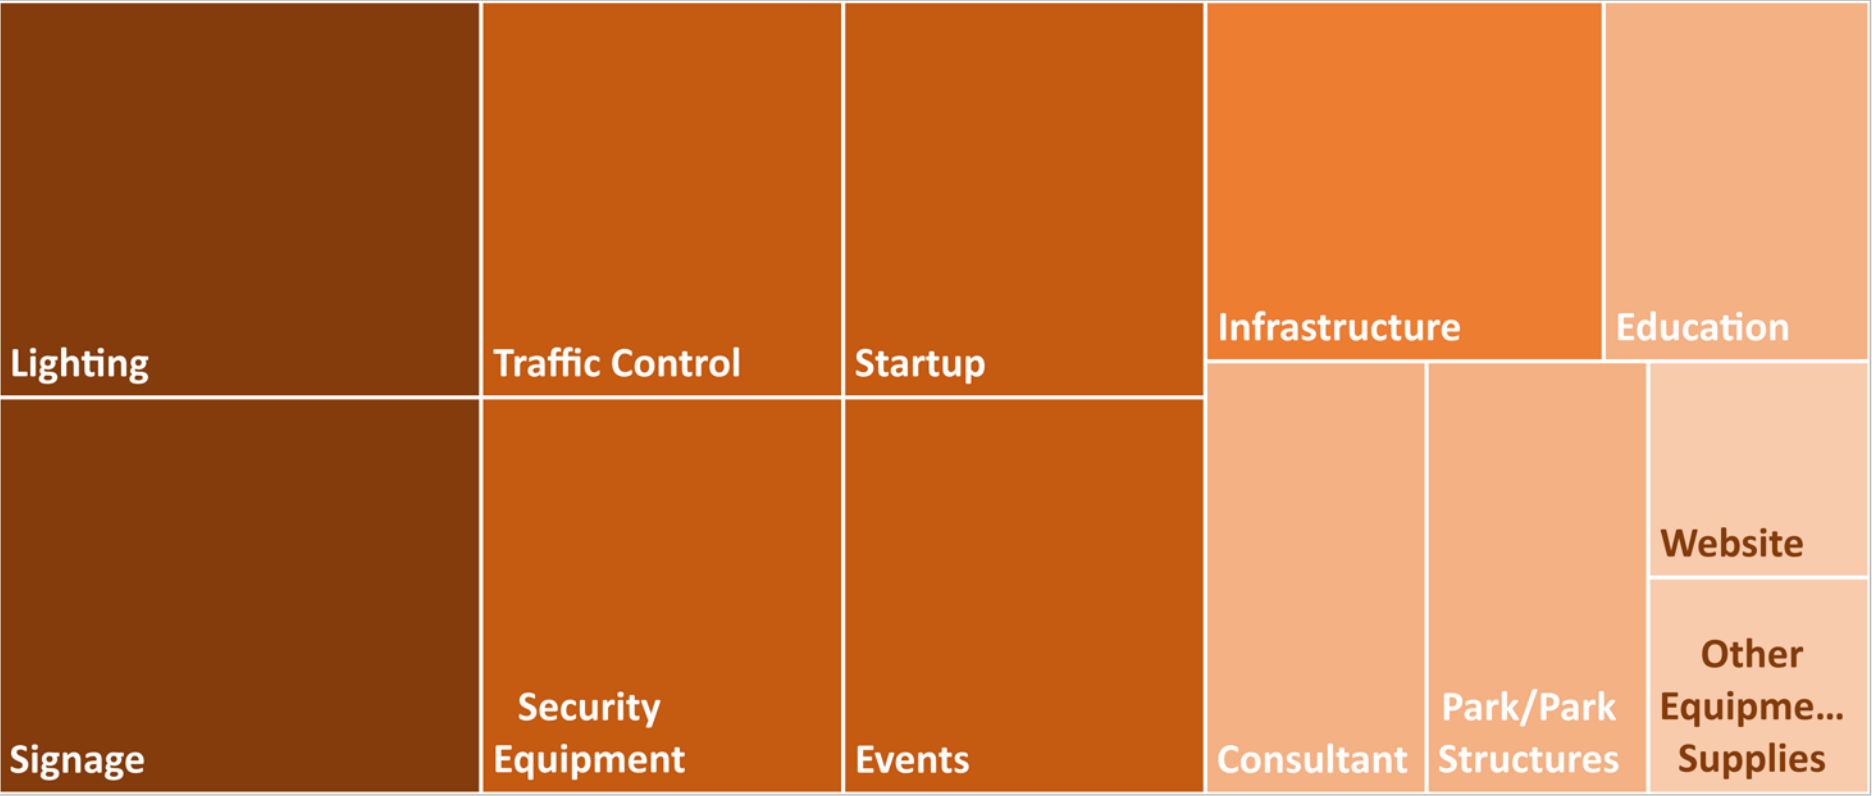 Lighting
Traffic Control
Startup
Infrastructure
Education
Signage
Security
Equipment
Events
Consultant
Park/Park
Structures
Website
Other
Equipme...
Supplies